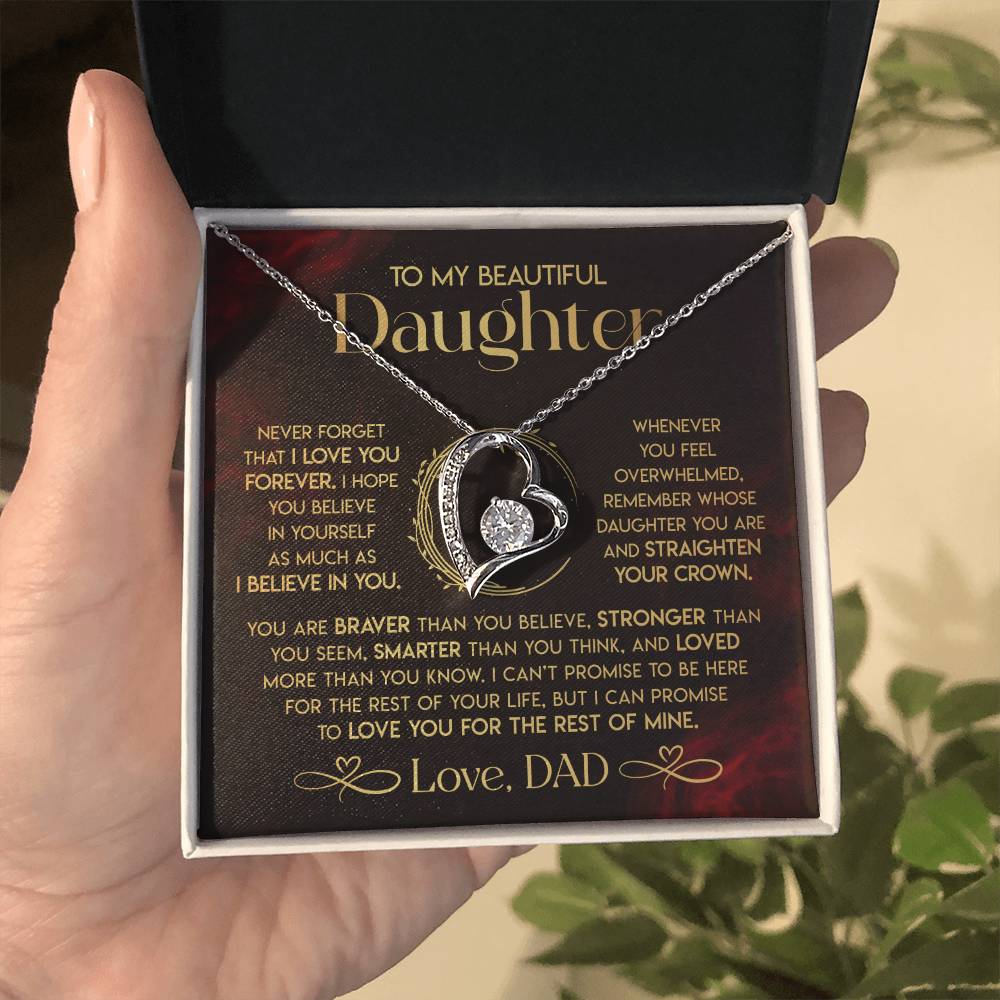 TO MY BEAUTIFUL
Daughter
NEVER FORGET
THAT I LOVE YOU
FOREVER. I HOPE
YOU BELIEVE
IN YOURSELF
AS MUCH AS
I BELIEVE IN YOU.
WHENEVER
YOU FEEL
OVERWHELMED,
REMEMBER WHOSE
DAUGHTER YOU ARE
AND STRAIGHTEN
YOUR CROWN.
YOU ARE BRAVER THAN YOU BELIEVE, STRONGER THAN
YOU SEEM, SMARTER THAN YOU THINK, AND LOVED
MORE THAN YOU KNOW. I CAN'T PROMISE TO BE HERE
FOR THE REST OF YOUR LIFE, BUT I CAN PROMISE
TO LOVE YOU FOR THE REST OF MINE.
Love, DAD